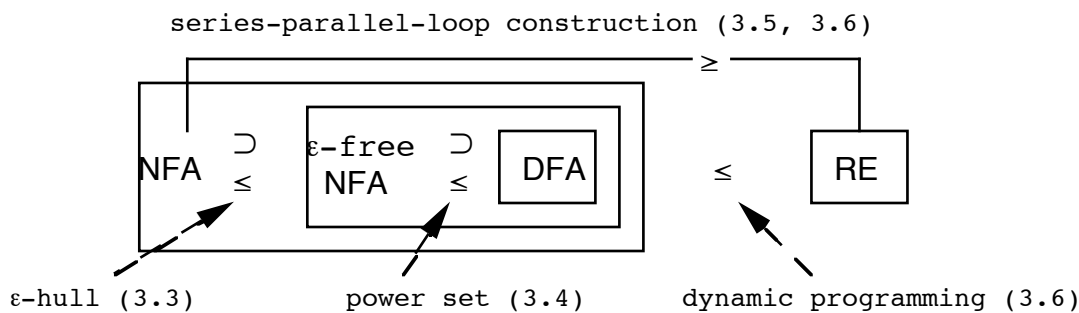 series-parallel-loop construction (3.5, 3.6)
≥
⊃ ε-free ⊃
NFA NFA DFA RE
≤ ≤ ≤
ε-hull (3.3) power set (3.4) dynamic programming (3.6)